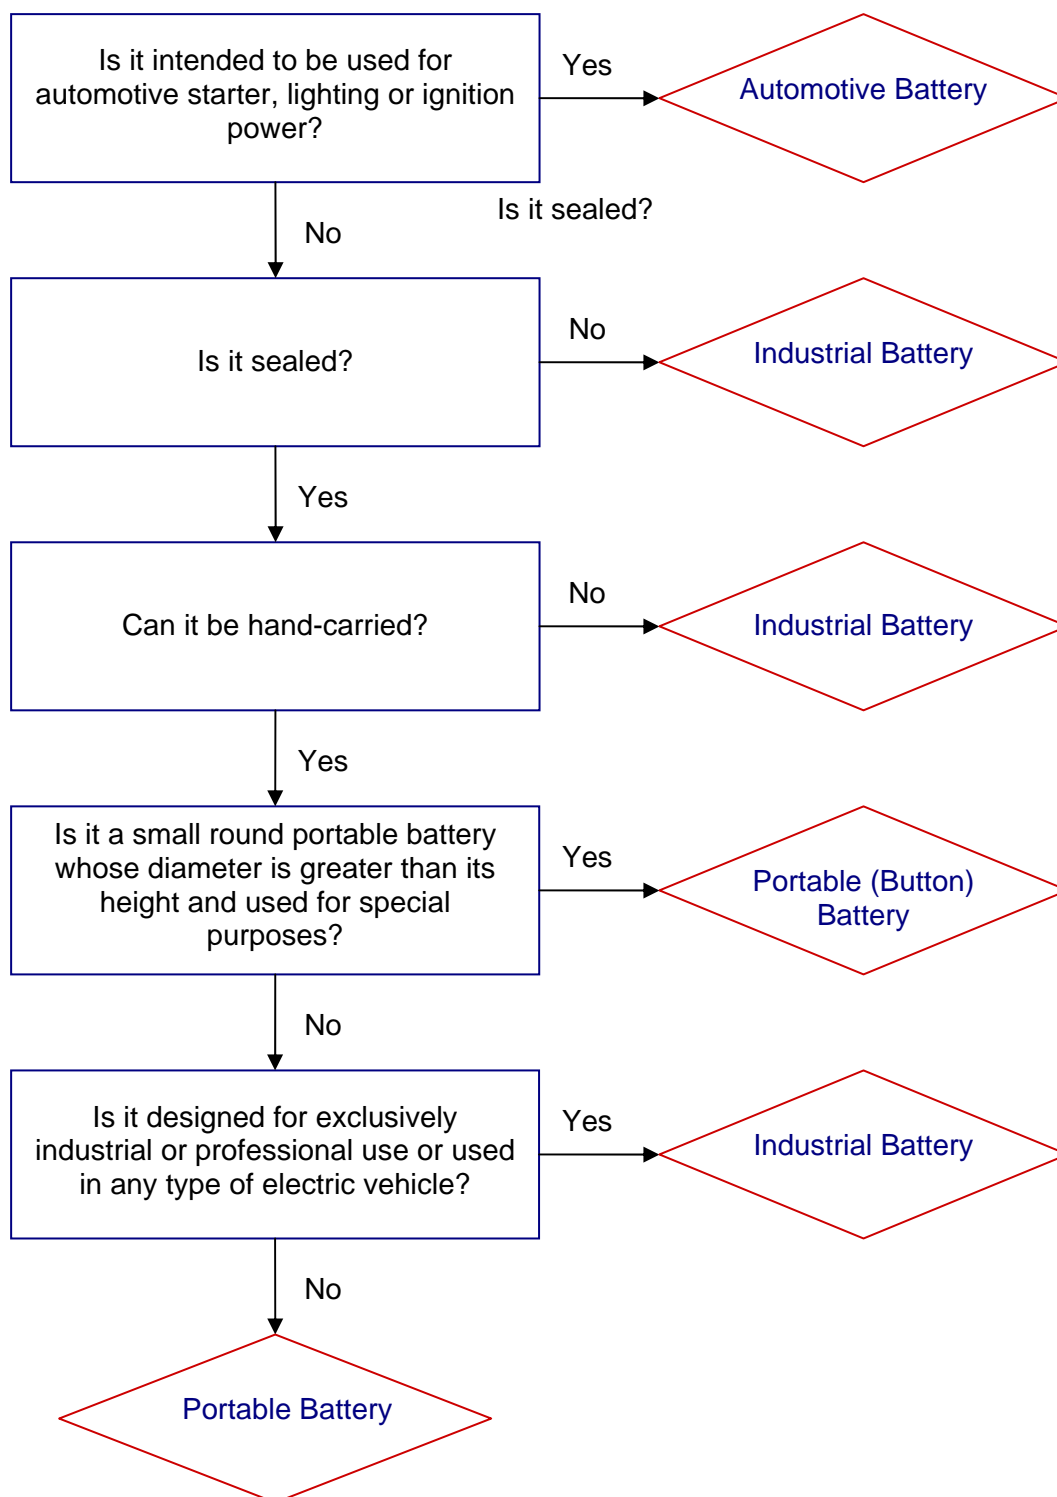 Is it intended to be used for
automotive starter, lighting or ignition
power?
Yes
Automotive Battery
Is it sealed?
No
Is it sealed?
No
Industrial Battery
Yes
Can it be hand-carried?
No
Industrial Battery
Yes
Is it a small round portable battery
whose diameter is greater than its
height and used for special
purposes?
Yes
Portable (Button)
Battery
No
Is it designed for exclusively
industrial or professional use or used
in any type of electric vehicle?
Yes
Industrial Battery
No
Portable Battery